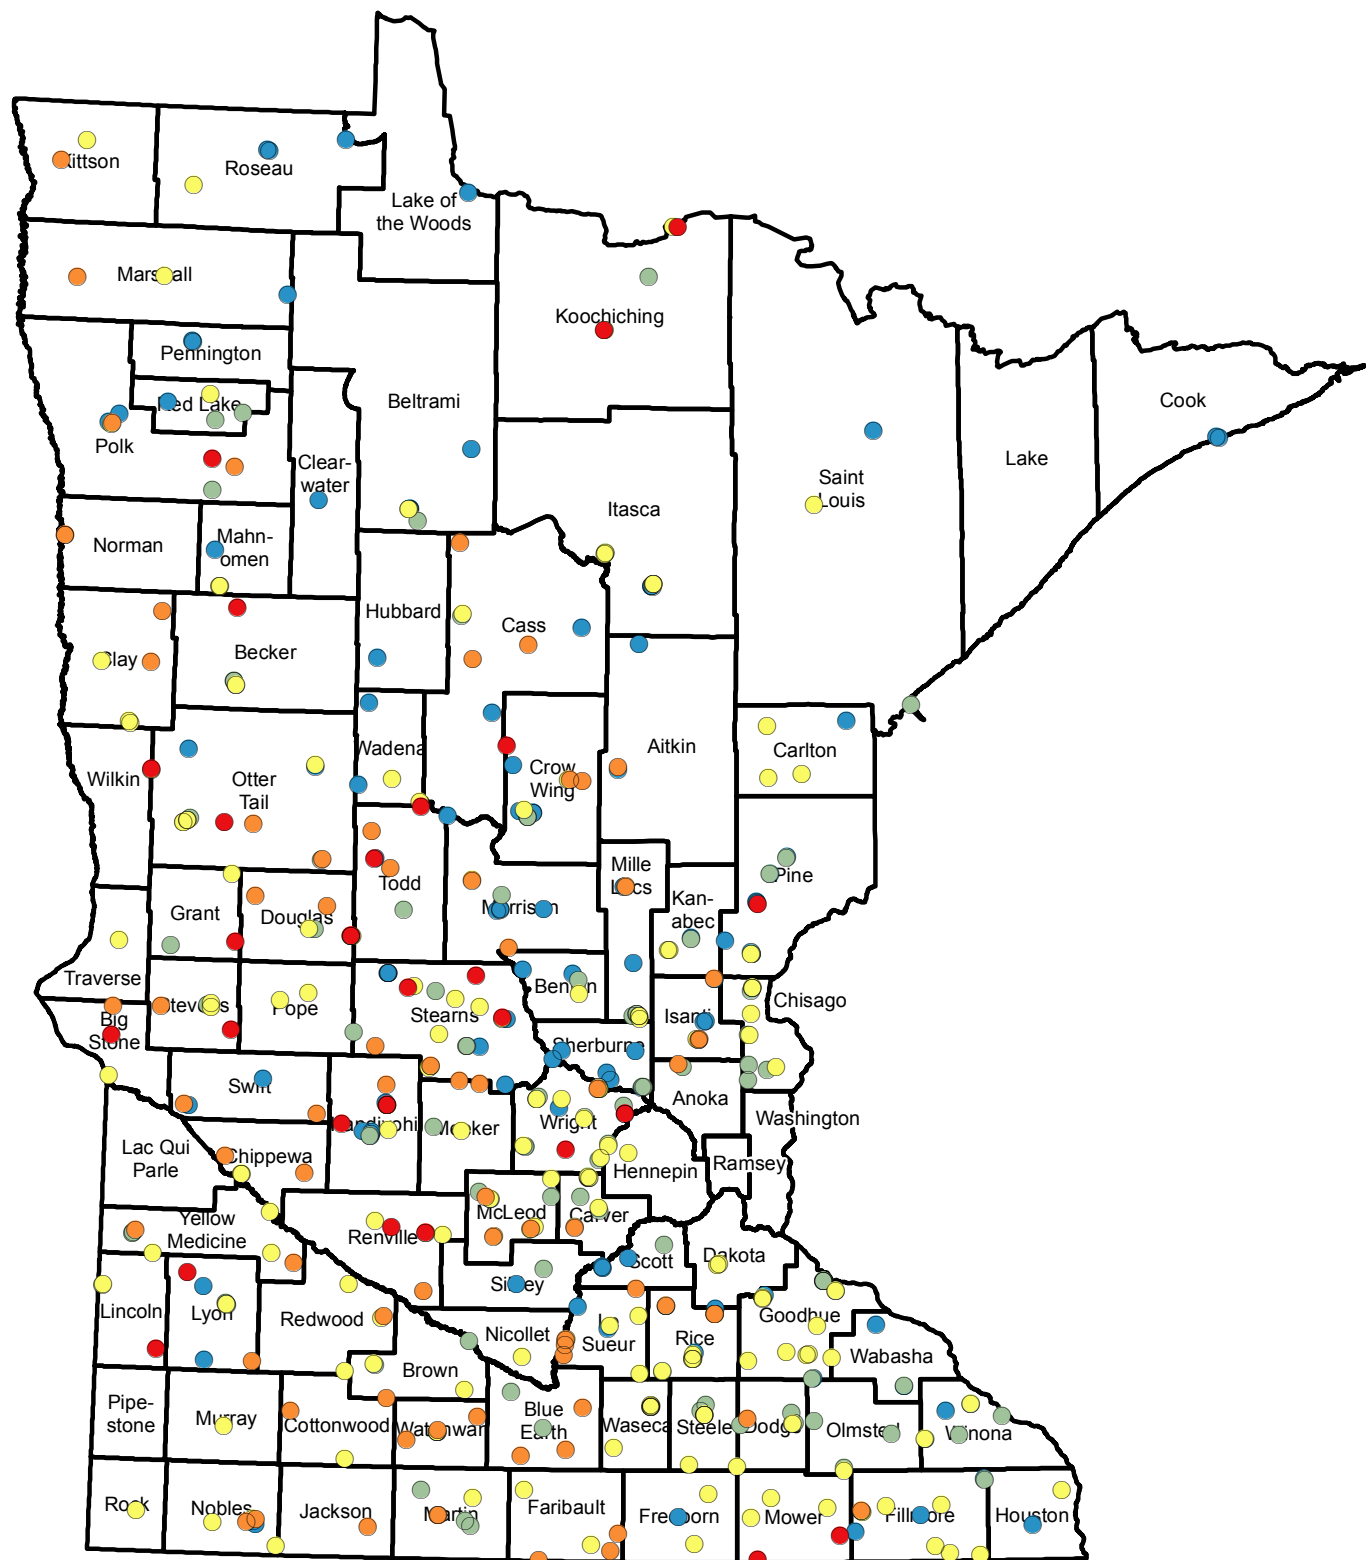 Kittson
Roseau
Lake of
the Woods
Marshall
Koochiching
Pennington
Red Lake
Beltrami
Cook
Polk
Clear-
water
Lake
Saint
Louis
Itasca
Norman
Mahn-
omen
Hubbard
Cass
Clay
Becker
Aitkin
Wadena
Carlton
Wilkin
Otter
Tail
Crow
Wing
Mille
Lacs
Pine
Todd
Kan-
abec
Grant
Douglas
Morrison
Traverse
Benton
Chisago
Stevens
Pope
Stearns
Isanti
Big
Stone
Sherburne
Swift
Anoka
Washington
Kandiyohi
Meeker
Wright
Lac Qui
Parle
Chippewa
Hennepin
Ramsey
McLeod
Carver
Yellow
Medicine
Renville
Dakota
Scott
Sibley
Lincoln
Lyon
Redwood
Goodhue
Nicollet
Le
Sueur
Rice
Wabasha
Brown
Pipe-
stone
Murray
Cottonwood
Watonwan
Blue
Earth
Waseca
Steele
Dodge
Olmsted
Winona
Rock
Nobles
Jackson
Martin
Faribault
Freeborn
Mower
Fillmore
Houston